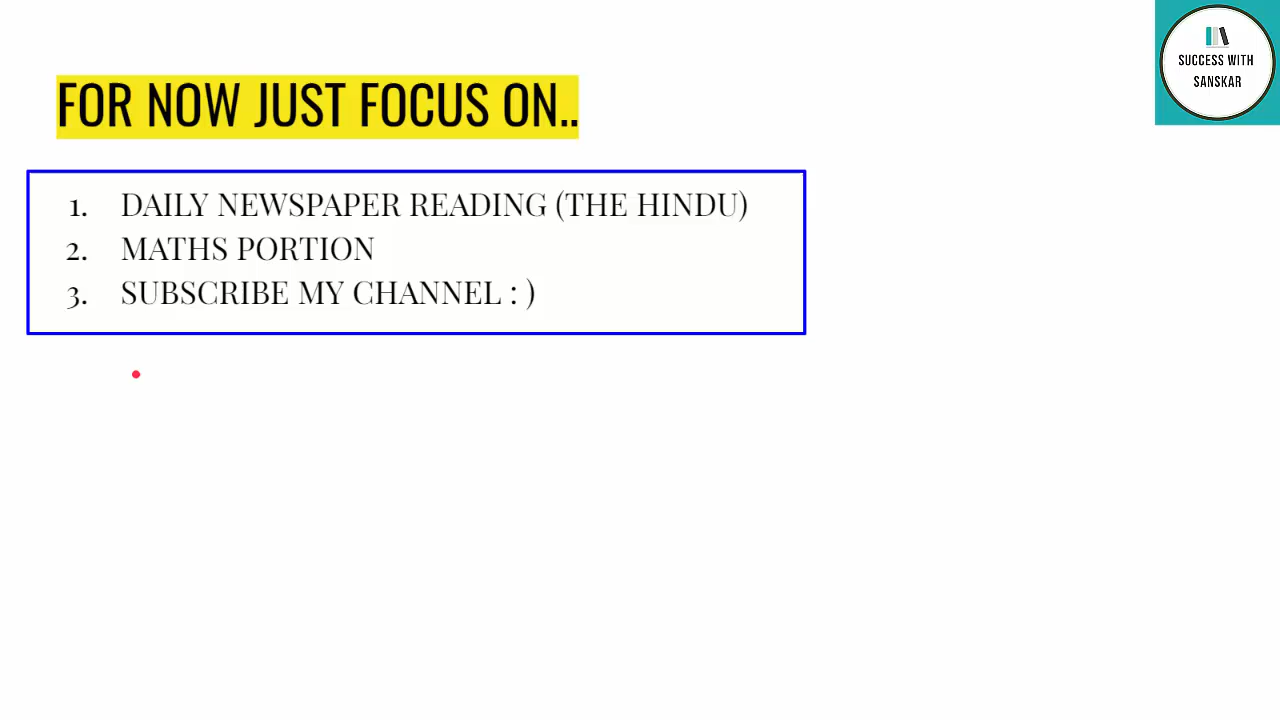 SUCCESS WITH
SANSKAR
FOR NOW JUST FOCUS ON..
1. DAILY NEWSPAPER READING (THE HINDU)
2. MATHS PORTION
3. SUBSCRIBE MY CHANNEL : )